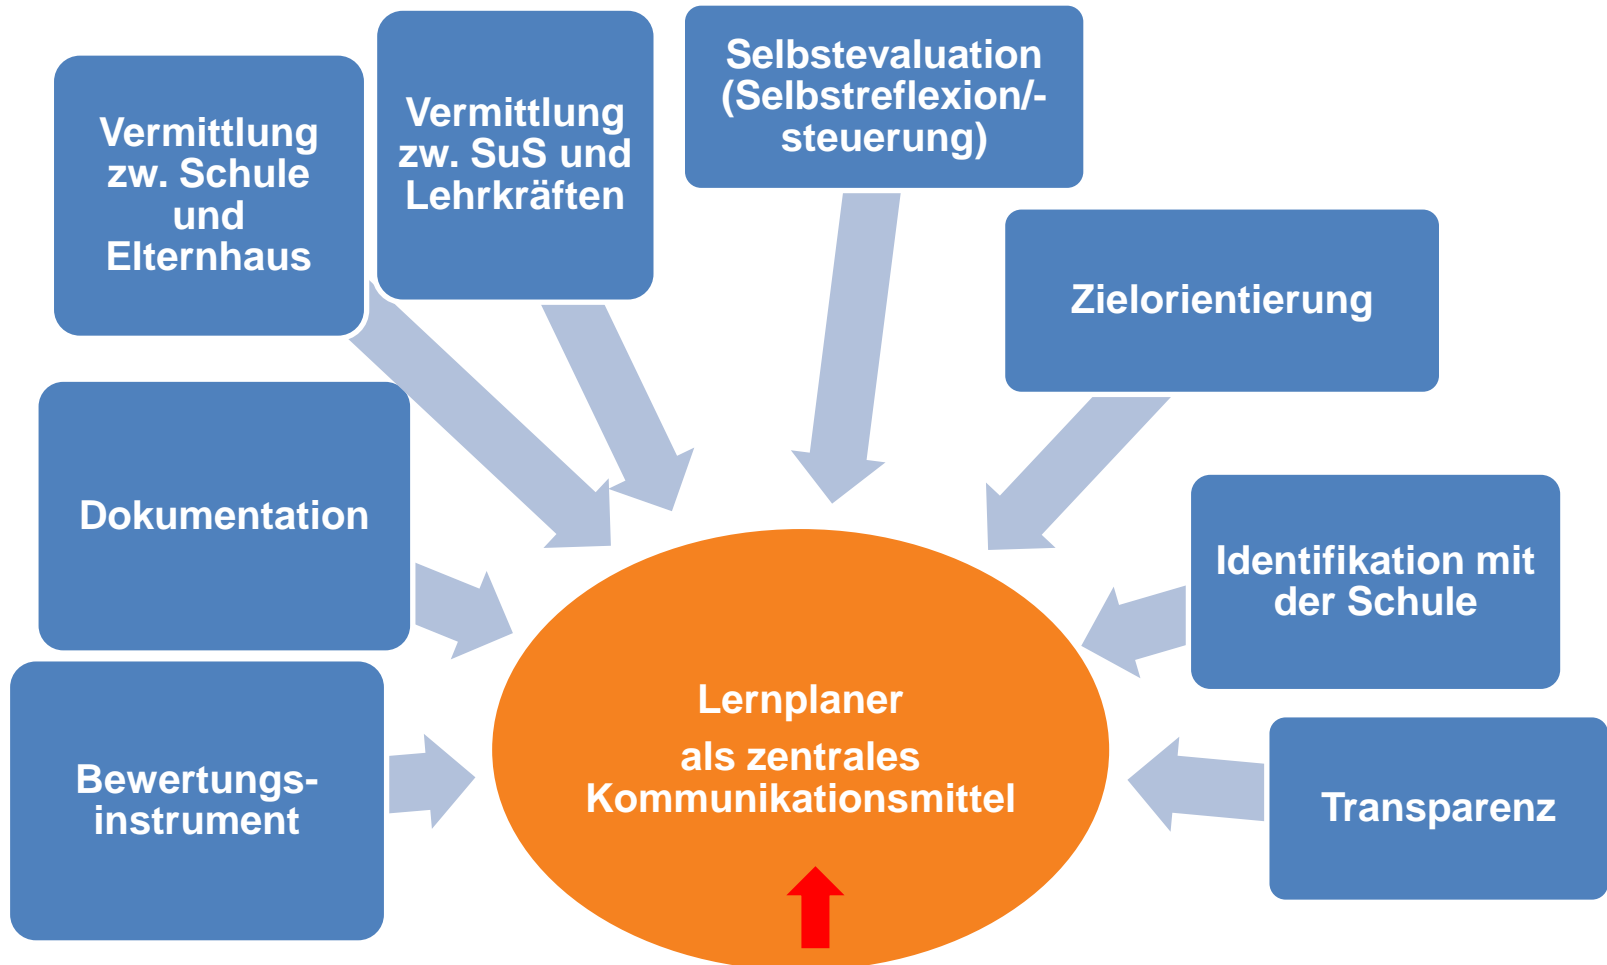 Vermittlung
zw. Schule
und
Elternhaus
Vermittlung
zw. SuS und
Lehrkräften
Selbstevaluation
(Selbstreflexion/-
steuerung)
Zielorientierung
Dokumentation
Identifikation mit
der Schule
Bewertungs-
instrument
Lernplaner
als zentrales
Kommunikationsmittel
Transparenz